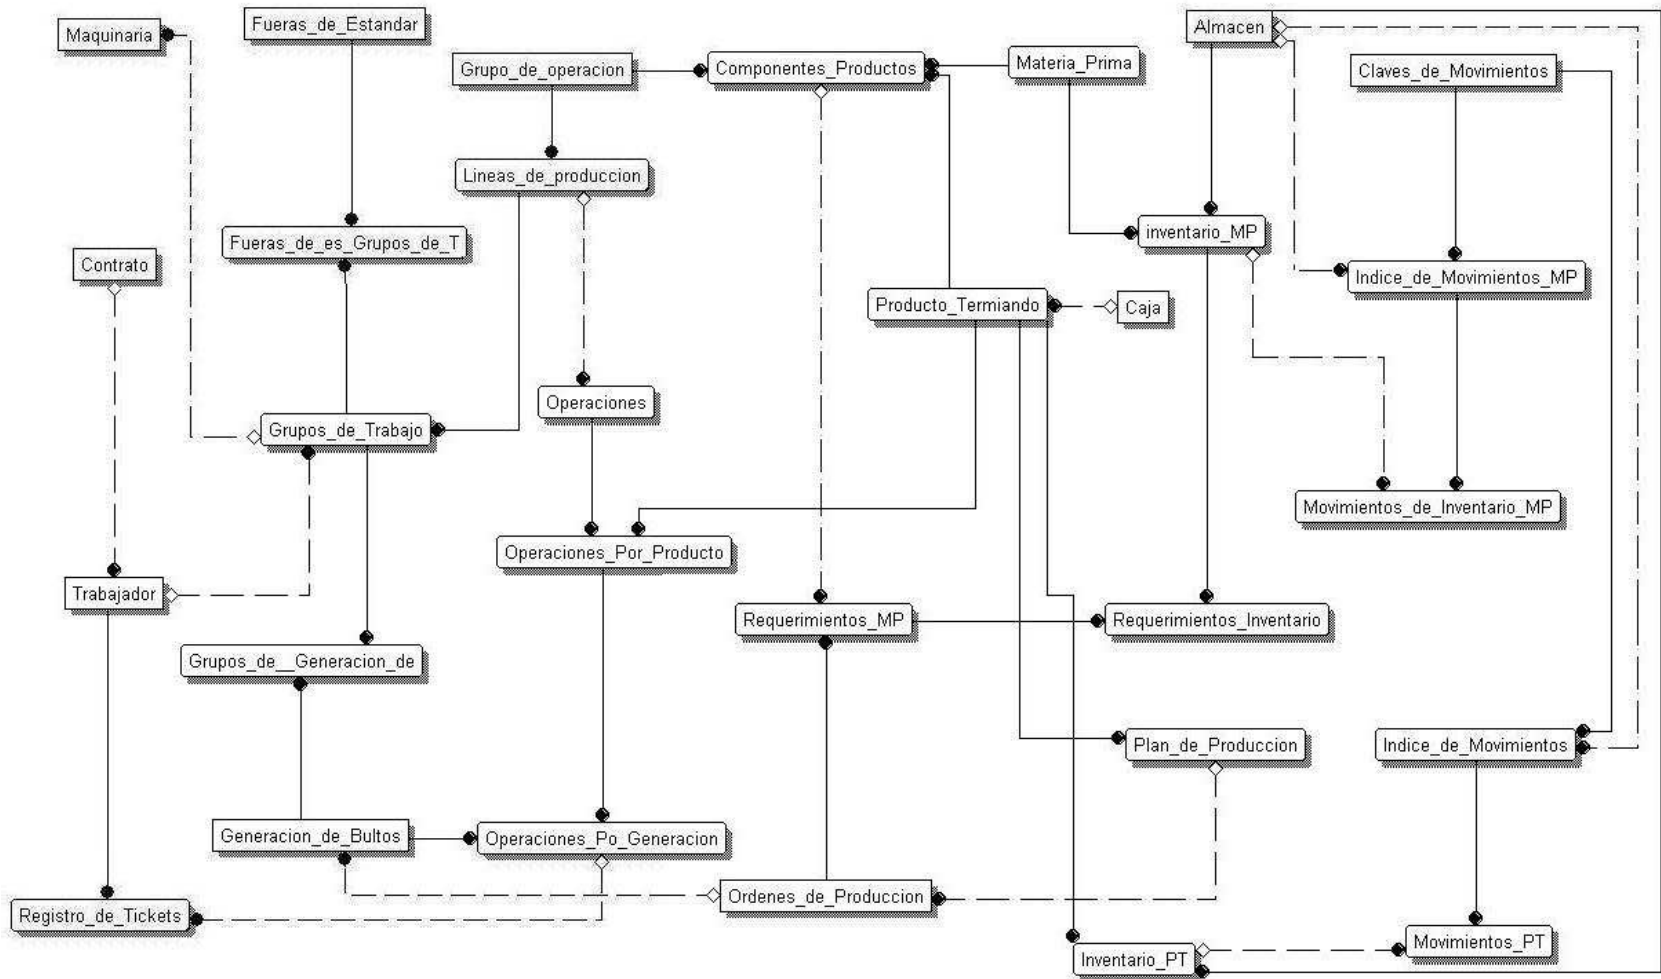 Fueras_de_Estandar
Almacen
Maquinaria
Grupo_de_operacion
Componentes_Productos
Materia_Prima
Claves_de_Movimientos
Lineas_de_produccion
Fueras_de_es_Grupos_de_T
inventario_MP
Contrato
Indice_de_Movimientos_MP
Producto_Termiando
Caja
Operaciones
Grupos_de_Trabajo
Movimientos_de_Inventario_MP
Operaciones_Por_Producto
Trabajador
Requerimientos_MP
Requerimientos_Inventario
Grupos_de__Generacion_de
Plan_de_Produccion
Indice_de_Movimientos
Generacion_de_Bultos
Operaciones_Po_Generacion
Ordenes_de_Produccion
Registro_de_Tickets
Movimientos_PT
Inventario_PT